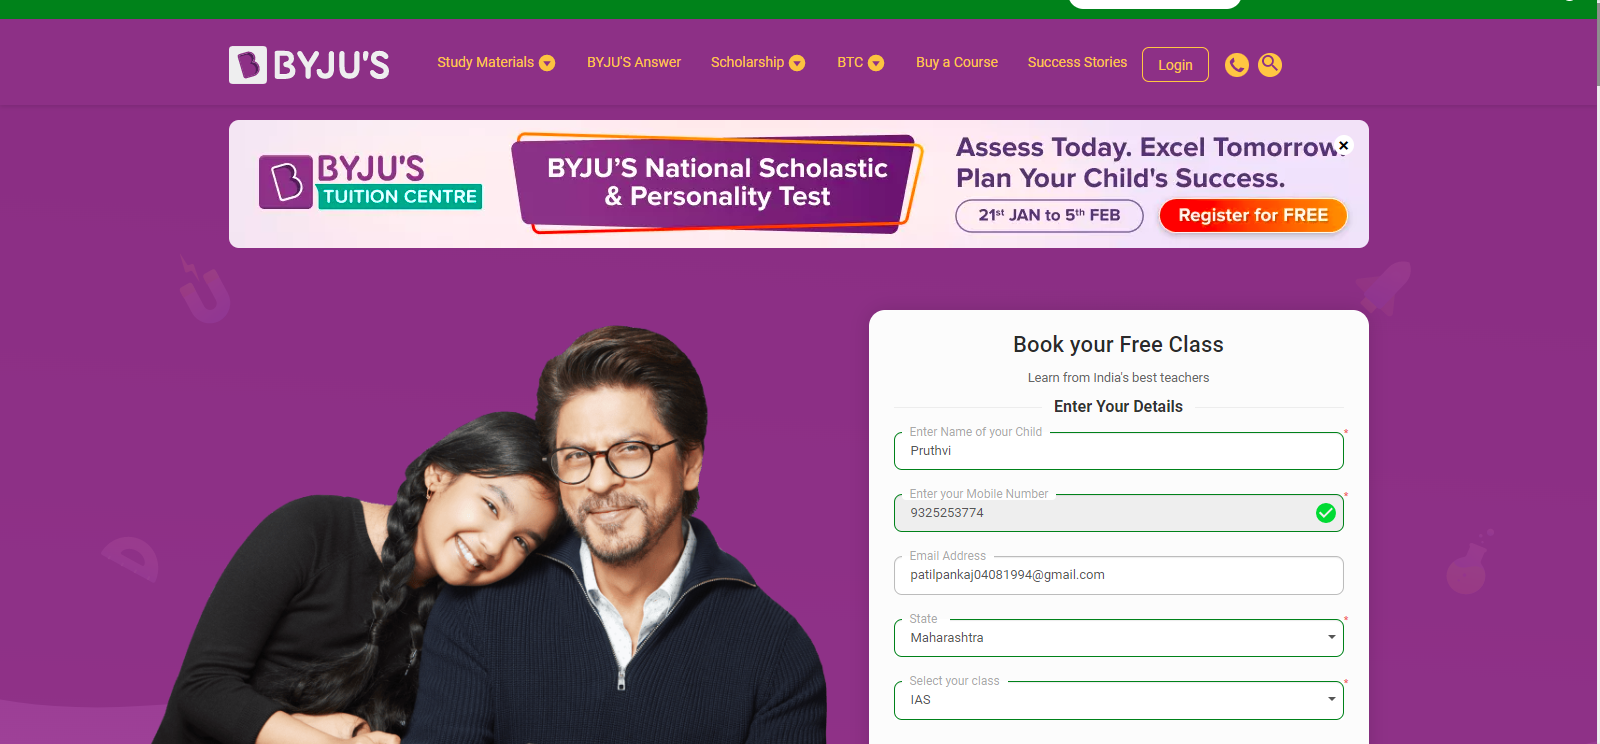 BYJU'S
Study Materials
BYJU'S Answer
Scholarship
BTC
Buy a Course
Success Stories
Login
BYJU'S
TUITION CENTRE
BYJU'S National Scholastic
& Personality Test
Assess Today. Excel Tomorrow.
Plan Your Child's Success.
21st JAN to 5th FEB
Register for FREE
Book your Free Class
Learn from India's best teachers
Enter Your Details
Enter Name of your Child
*
Pruthvi
Enter your Mobile Number
*
9325253774
Email Address
patilpankaj04081994@gmail.com
State
*
Maharashtra
Select your class
*
IAS